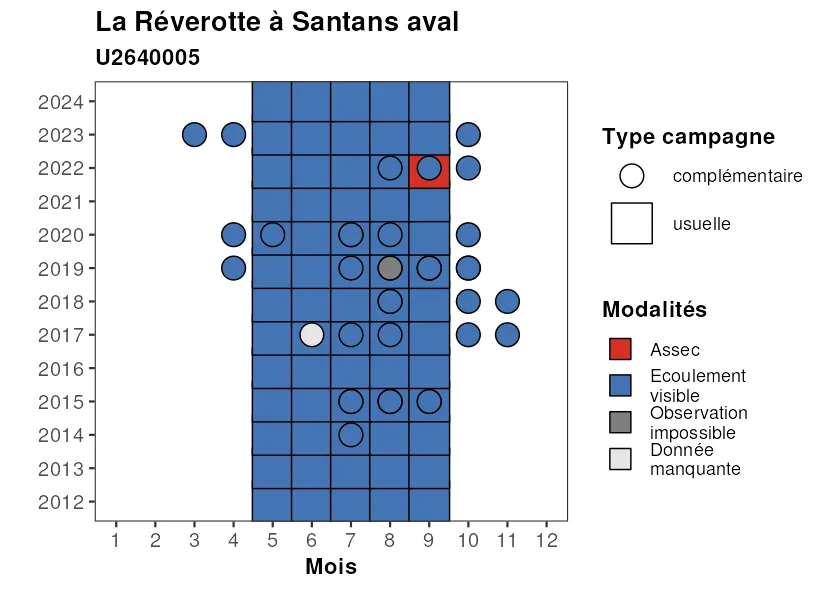 La Réverotte à Santans aval
U2640005
2024
2023
2022
2021
2020
2019
2018
2017
2016
2015
2014
2013
2012
1 2 3 4 5 6 7 8 9 10 11 12
Mois
Type campagne
complémentaire
usuelle
Modalités
Assec
Ecoulement
visible
Observation
impossible
Donnée
manquante